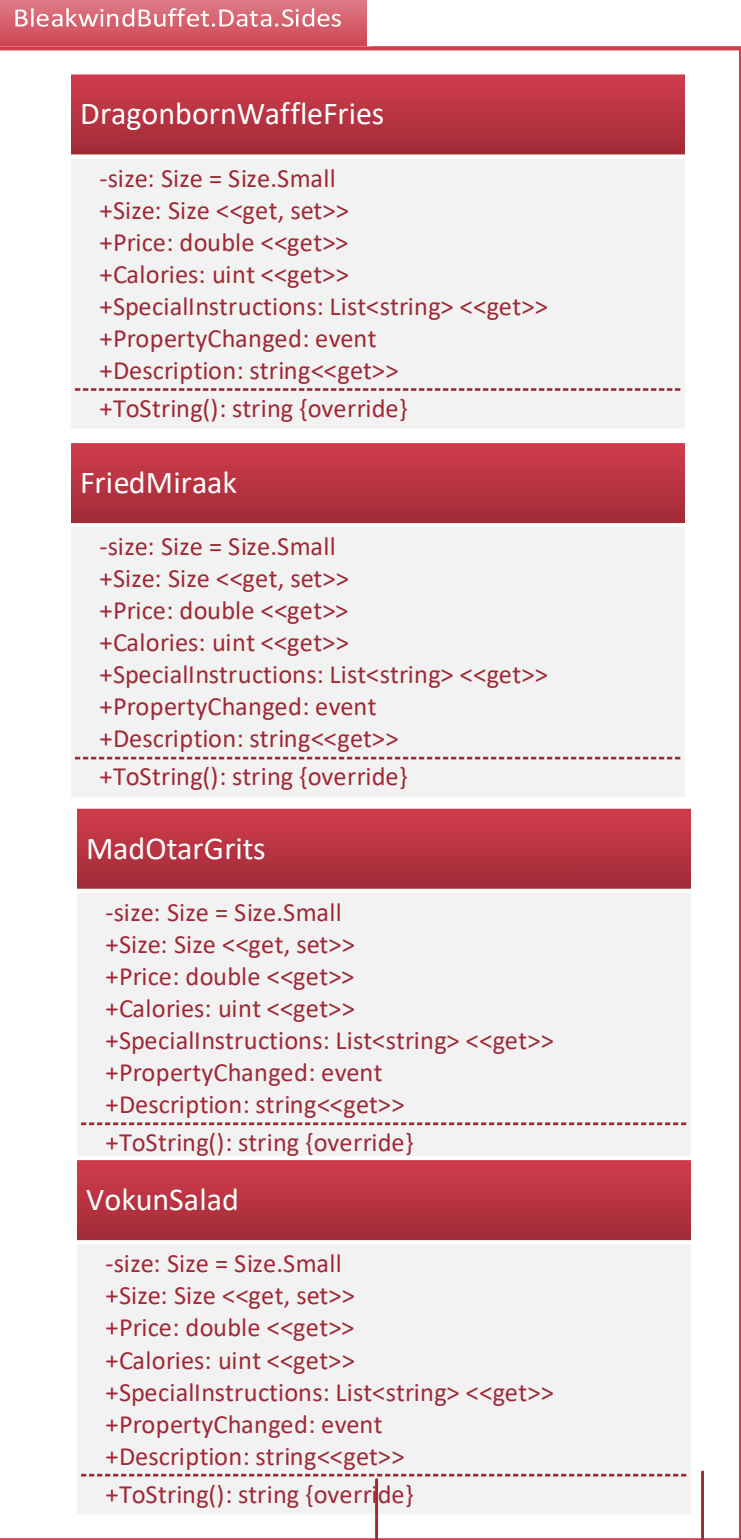 BleakwindBuffet.Data.Sides
DragonbornWaffleFries
-size: Size = Size.Small
+Size: Size <<get, set>>
+Price: double <<get>>
+Calories: uint <<get>>
+SpecialInstructions: List<string> <<get>>
+PropertyChanged: event
+Description: string<<get>>
+ToString(): string {override}
FriedMiraak
-size: Size = Size.Small
+Size: Size <<get, set>>
+Price: double <<get>>
+Calories: uint <<get>>
+SpecialInstructions: List<string> <<get>>
+PropertyChanged: event
+Description: string<<get>>
+ToString(): string {override}
MadOtarGrits
-size: Size = Size.Small
+Size: Size <<get, set>>
+Price: double <<get>>
+Calories: uint <<get>>
+SpecialInstructions: List<string> <<get>>
+PropertyChanged: event
+Description: string<<get>>
+ToString(): string {override}
VokunSalad
-size: Size = Size.Small
+Size: Size <<get, set>>
+Price: double <<get>>
+Calories: uint <<get>>
+SpecialInstructions: List<string> <<get>>
+PropertyChanged: event
+Description: string<<get>>
+ToString(): string {override}